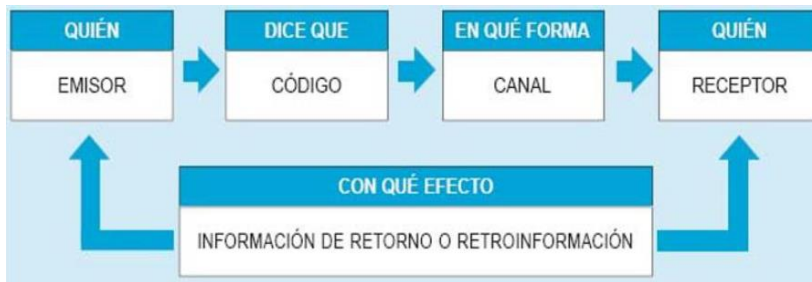 QUIÉN
EMISOR
DICE QUE
CÓDIGO
EN QUÉ FORMA
CANAL
QUIÉN
RECEPTOR
CON QUÉ EFECTO
INFORMACIÓN DE RETORNO O RETROINFORMACIÓN